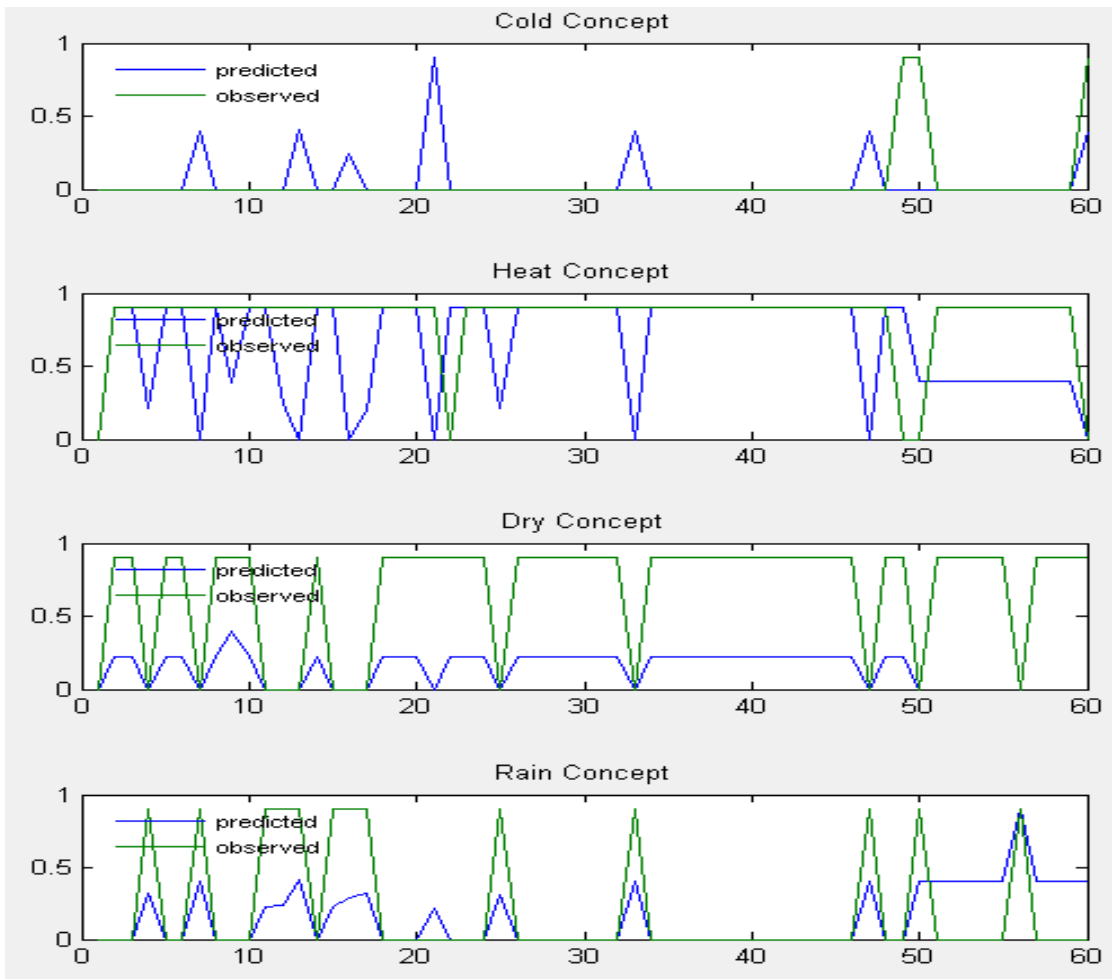 Cold Concept
1
predicted
observed
0.5
0
0 10 20 30 40 50 60
Heat Concept
1
predicted
observed
0.5
0
0 10 20 30 40 50 60
Dry Concept
1
predicted
observed
0.5
0
0 10 20 30 40 50 60
Rain Concept
1
predicted
observed
0.5
0
0 10 20 30 40 50 60